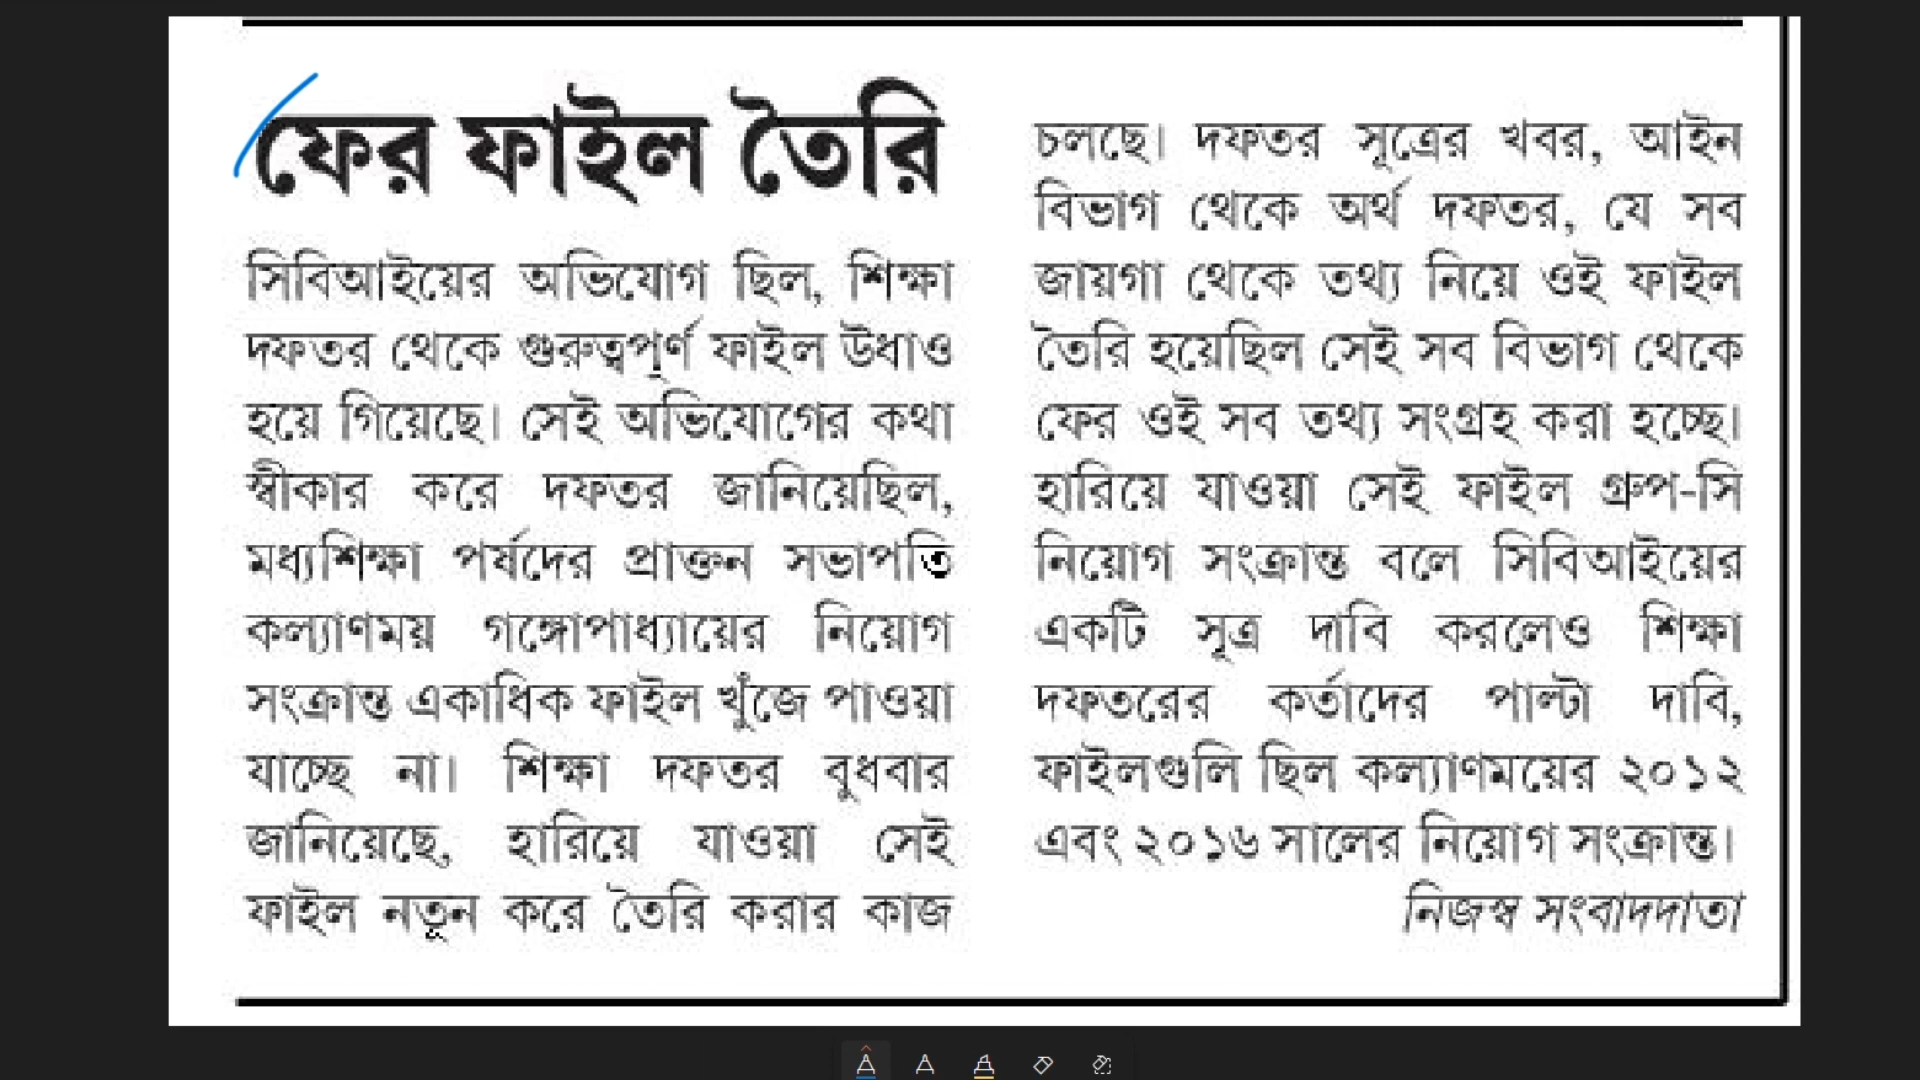 ফের ফাইল তৈরি
সিবিআইয়ের অভিযোগ ছিল, শিক্ষা
দফতর থেকে গুরুত্বপূর্ণ ফাইল উধাও
হয়ে গিয়েছে। সেই অভিযোগের কথা
স্বীকার করে দফতর জানিয়েছিল,
মধ্যশিক্ষা পর্ষদের প্রাক্তন সভাপতি
কল্যাণময় গঙ্গোপাধ্যায়ের নিয়োগ
সংক্রান্ত একাধিক ফাইল খুঁজে পাওয়া
যাচ্ছে না। শিক্ষা দফতর বুধবার
জানিয়েছে, হারিয়ে যাওয়া সেই
ফাইল নতুন করে তৈরি করার কাজ
চলছে। দফতর সূত্রের খবর, আইন
বিভাগ থেকে অর্থ দফতর, যে সব
জায়গা থেকে তথ্য নিয়ে ওই ফাইল
তৈরি হয়েছিল সেই সব বিভাগ থেকে
ফের ওই সব তথ্য সংগ্রহ করা হচ্ছে।
হারিয়ে যাওয়া সেই ফাইল গ্রুপ-সি
নিয়োগ সংক্রান্ত বলে সিবিআইয়ের
একটি সূত্র দাবি করলেও শিক্ষা
দফতরের কর্তাদের পাল্টা দাবি,
ফাইলগুলি ছিল কল্যাণময়ের ২০১২
এবং ২০১৬ সালের নিয়োগ সংক্রান্ত।
নিজস্ব সংবাদদাতা